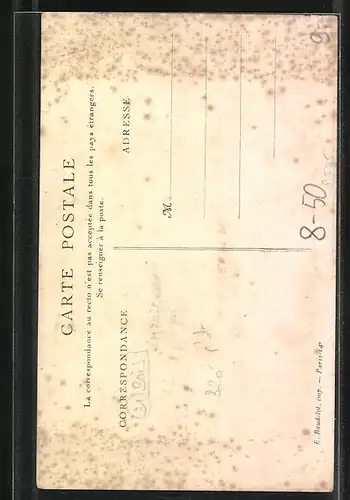 CARTE POSTALE
La correspondance au recto n'est pas acceptée dans tous les pays étrangers.
Se renseigner à la poste.
CORRESPONDANCE
ADRESSE
M
8-50
E. Baudelot, imp. — Paris